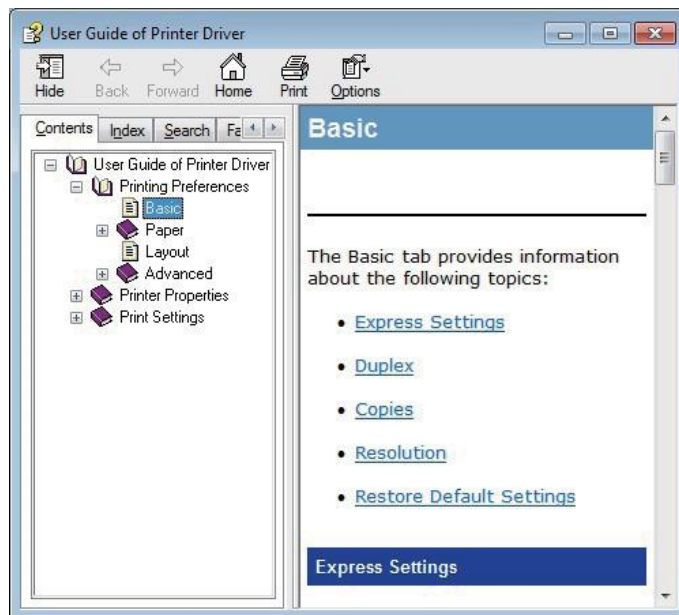 User Guide of Printer Driver
Hide Back Forward Home Print Options
Contents Index Search Fa
User Guide of Printer Driver
Printing Preferences
Basic
Paper
Layout
Advanced
Printer Properties
Print Settings
Basic
The Basic tab provides information
about the following topics:
• Express Settings
• Duplex
• Copies
• Resolution
• Restore Default Settings
Express Settings